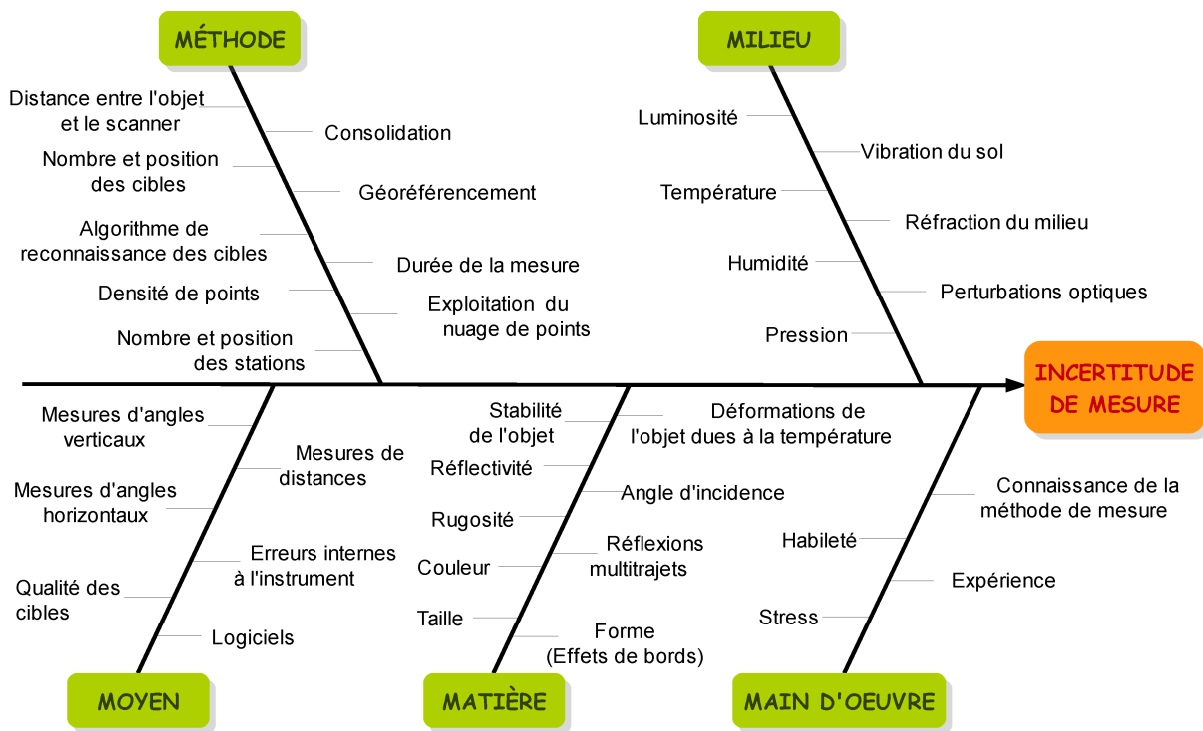 MÉTHODE
Distance entre l'objet
et le scanner
Consolidation
Nombre et position
des cibles
Géoréférencement
Algorithme de
reconnaissance des cibles
Durée de la mesure
Densité de points
Exploitation du
nuage de points
Nombre et position
des stations
MILIEU
Luminosité
Vibration du sol
Température
Réfraction du milieu
Humidité
Perturbations optiques
Pression
INCERTITUDE
DE MESURE
Mesures d'angles
verticaux
Mesures de
distances
Mesures d'angles
horizontaux
Erreurs internes
à l'instrument
Qualité des
cibles
Logiciels
MOYEN
Stabilité
de l'objet
Déformations de
l'objet dues à la température
Réflectivité
Angle d'incidence
Rugosité
Réflexions
multitrajets
Couleur
Taille
Forme
(Effets de bords)
MATIÈRE
Connaissance de la
méthode de mesure
Habileté
Expérience
Stress
MAIN D'OEUVRE